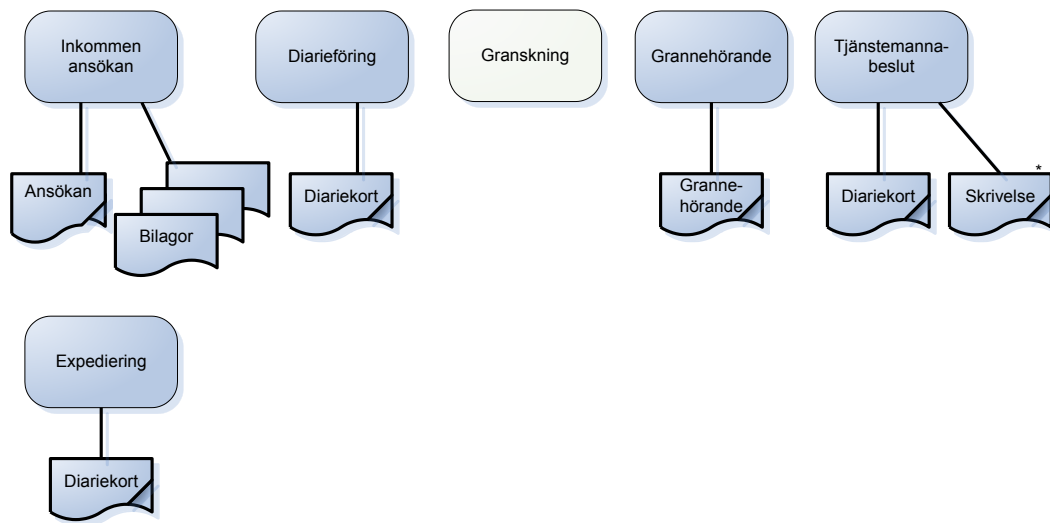 Inkommen
ansökan
Diarieföring
Granskning
Grannehörande
Tjänstemanna-
beslut
Ansökan
Bilagor
Diariekort
Granne-
hörande
Diariekort
*
Skrivelse
Expediering
Diariekort